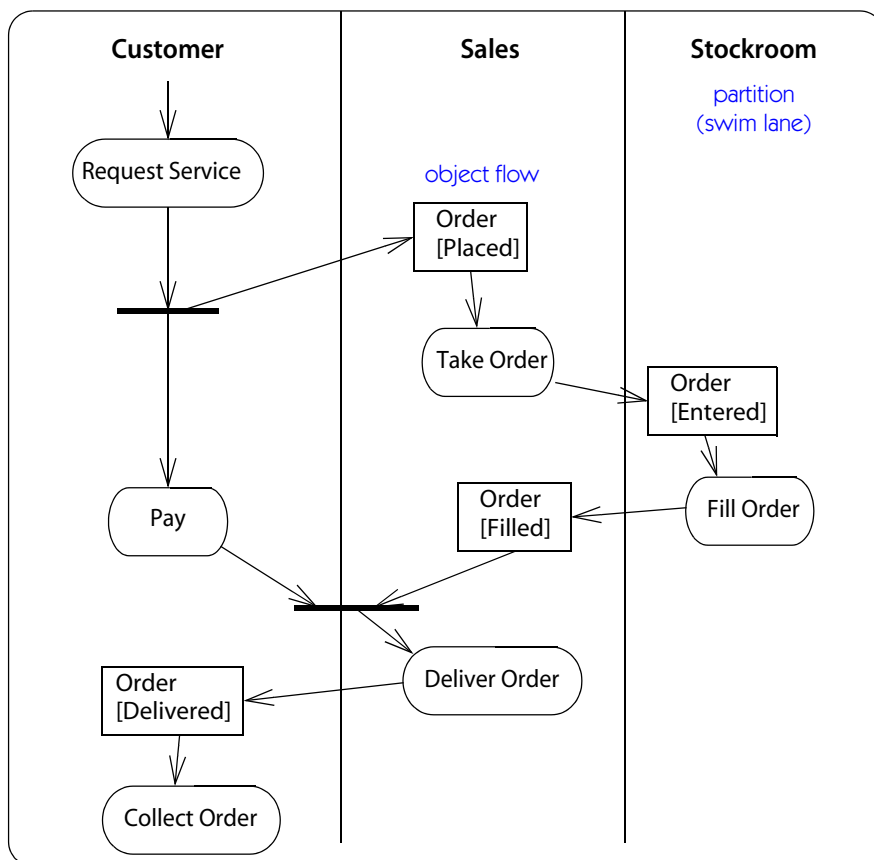 Customer
Sales
Stockroom
partition
(swim lane)
Request Service
object flow
Order
[Placed]
Take Order
Order
[Entered]
Pay
Order
[Filled]
Fill Order
Order
[Delivered]
Deliver Order
Collect Order